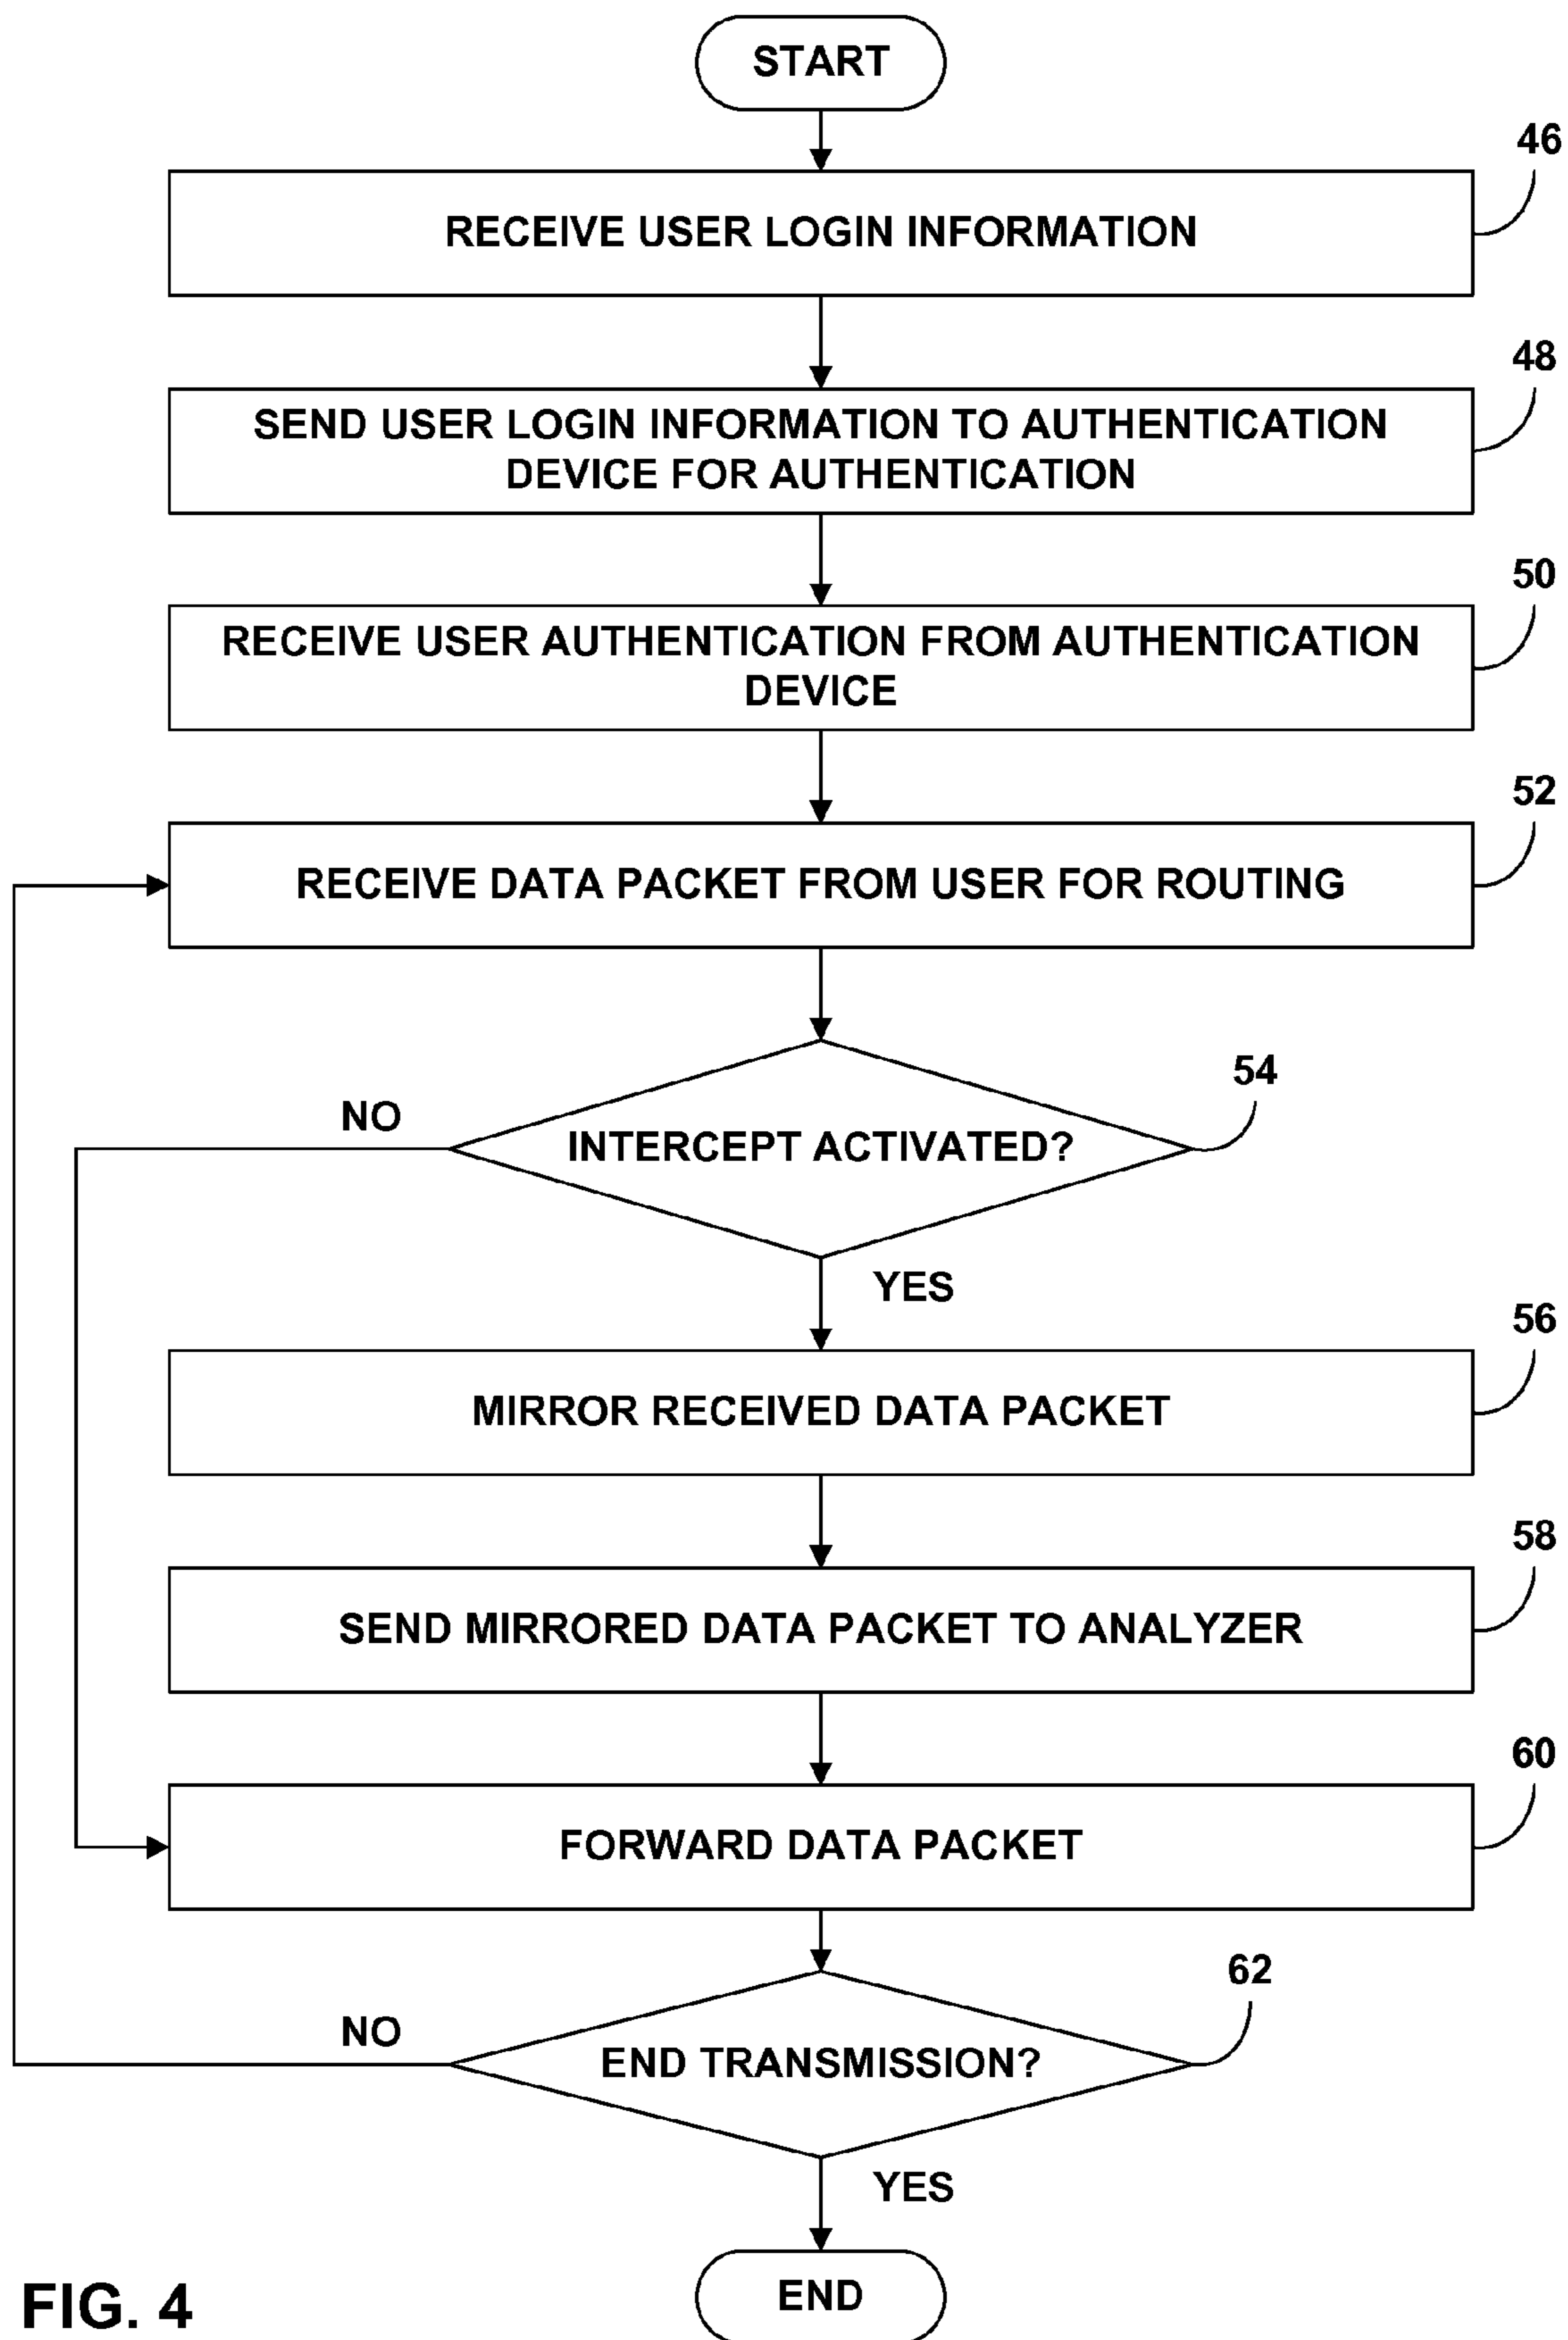 START
46
RECEIVE USER LOGIN INFORMATION
48
SEND USER LOGIN INFORMATION TO AUTHENTICATION
DEVICE FOR AUTHENTICATION
50
RECEIVE USER AUTHENTICATION FROM AUTHENTICATION
DEVICE
52
RECEIVE DATA PACKET FROM USER FOR ROUTING
54
NO
INTERCEPT ACTIVATED?
YES
56
MIRROR RECEIVED DATA PACKET
58
SEND MIRRORED DATA PACKET TO ANALYZER
60
FORWARD DATA PACKET
62
NO
END TRANSMISSION?
YES
END
FIG. 4